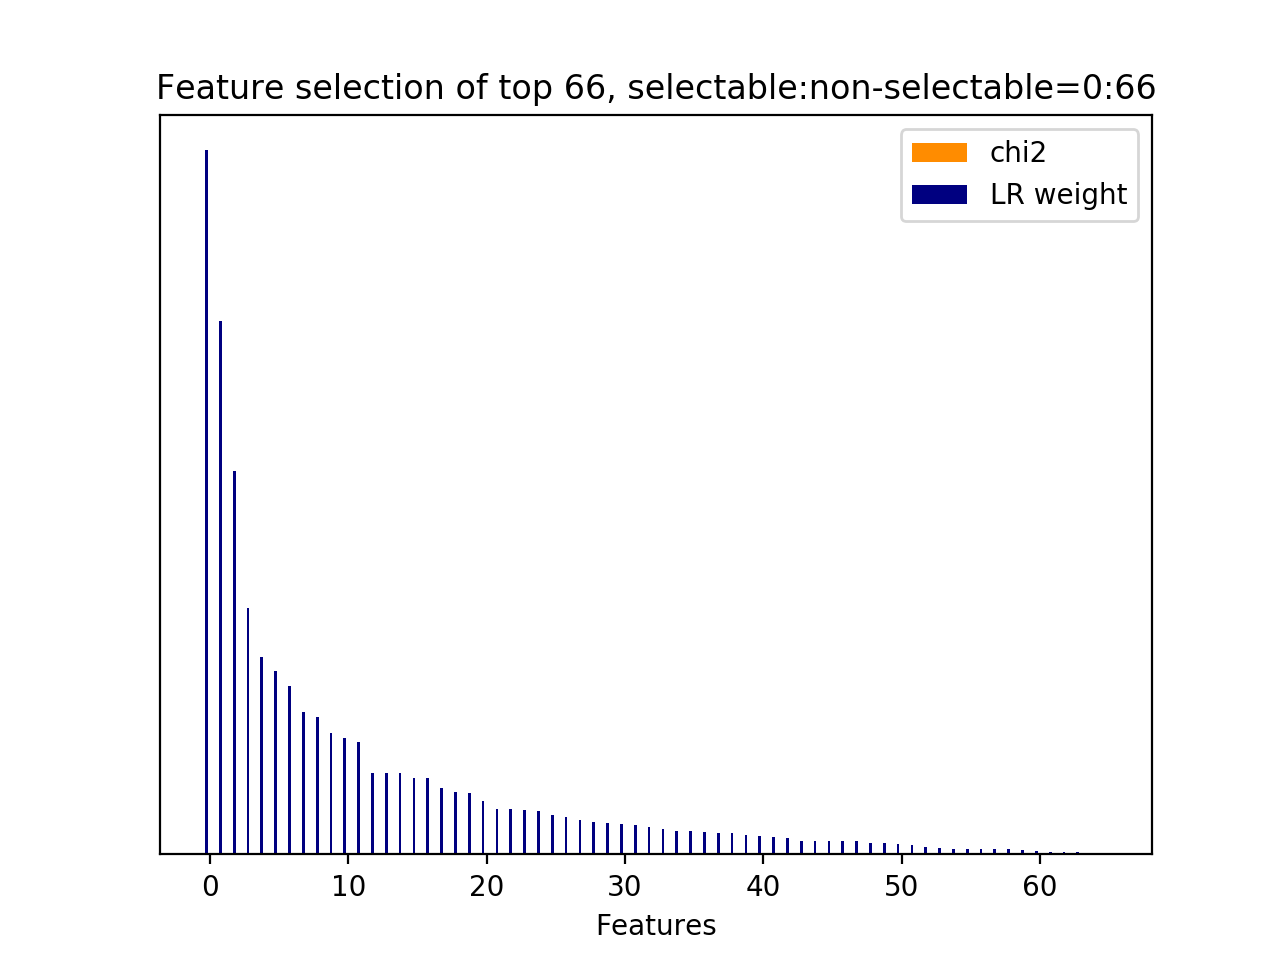 Feature selection of top 66, selectable:non-selectable=0:66
chi2
LR weight
0 10 20 30 40 50 60
Features